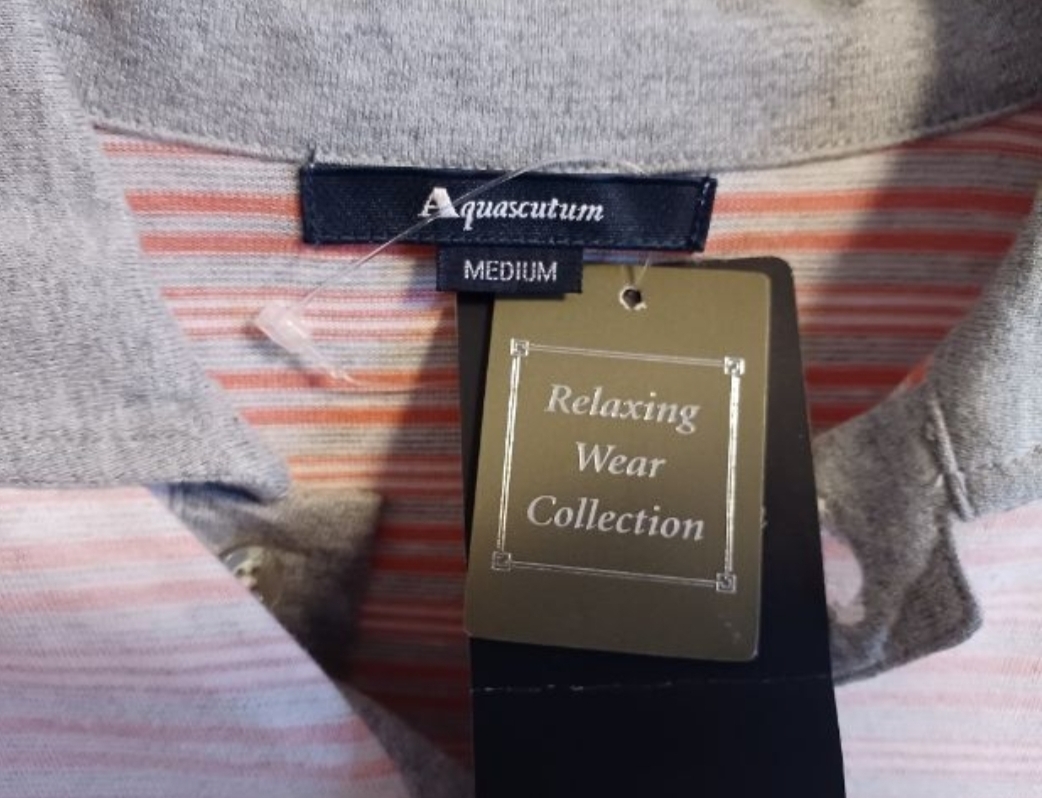 Aquascutum
MEDIUM
Relaxing
Wear
Collection